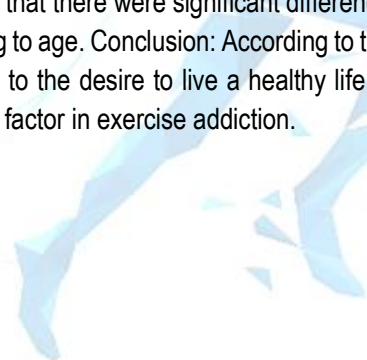 that there were significant differen
g to age. Conclusion: According to t
to the desire to live a healthy life
factor in exercise addiction.